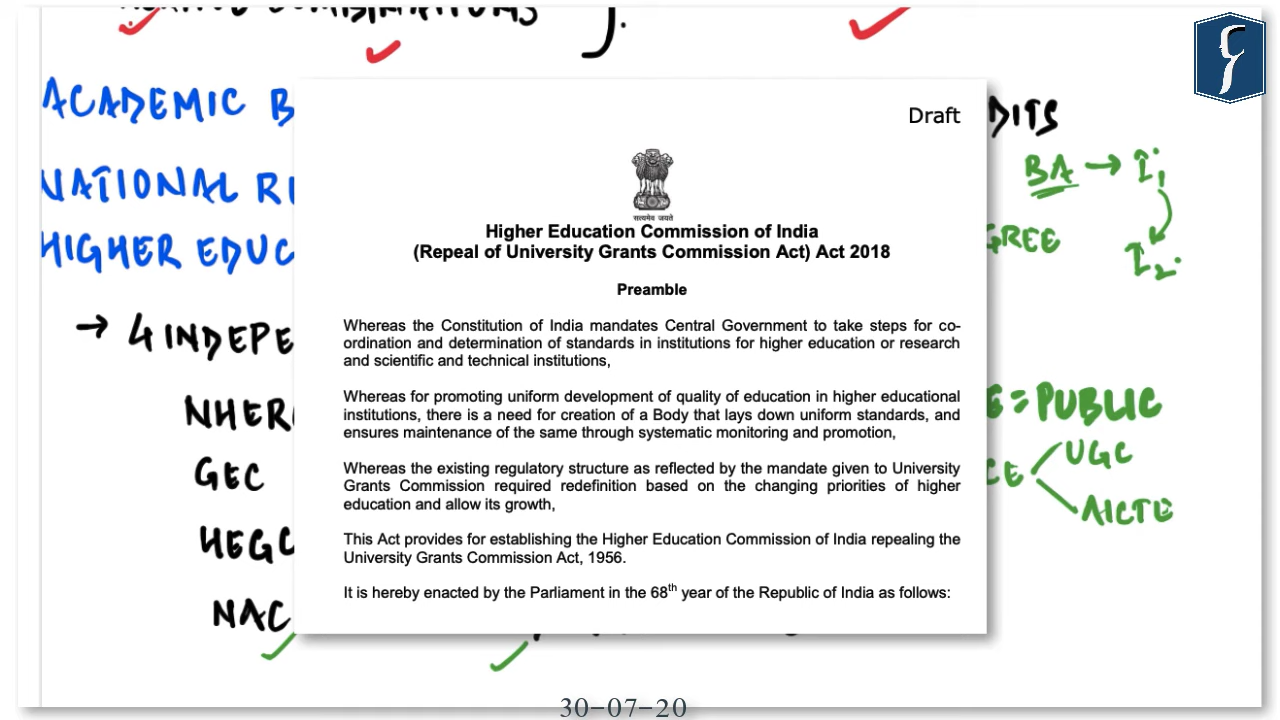 COMBINATIONS
ACADEMIC
DITS
BA → I1
NATIONAL
GREE
I2
HIGHER EDUC
→ 4 INDEPE
NHER
E = PUBLIC
GEC
CE
UGC
AICTE
HEGC
NAC
Draft
सत्यमेव जयते
Higher Education Commission of India
(Repeal of University Grants Commission Act) Act 2018
Preamble
Whereas the Constitution of India mandates Central Government to take steps for co-
ordination and determination of standards in institutions for higher education or research
and scientific and technical institutions,
Whereas for promoting uniform development of quality of education in higher educational
institutions, there is a need for creation of a Body that lays down uniform standards, and
ensures maintenance of the same through systematic monitoring and promotion,
Whereas the existing regulatory structure as reflected by the mandate given to University
Grants Commission required redefinition based on the changing priorities of higher
education and allow its growth,
This Act provides for establishing the Higher Education Commission of India repealing the
University Grants Commission Act, 1956.
It is hereby enacted by the Parliament in the 68th year of the Republic of India as follows:
30-07-20